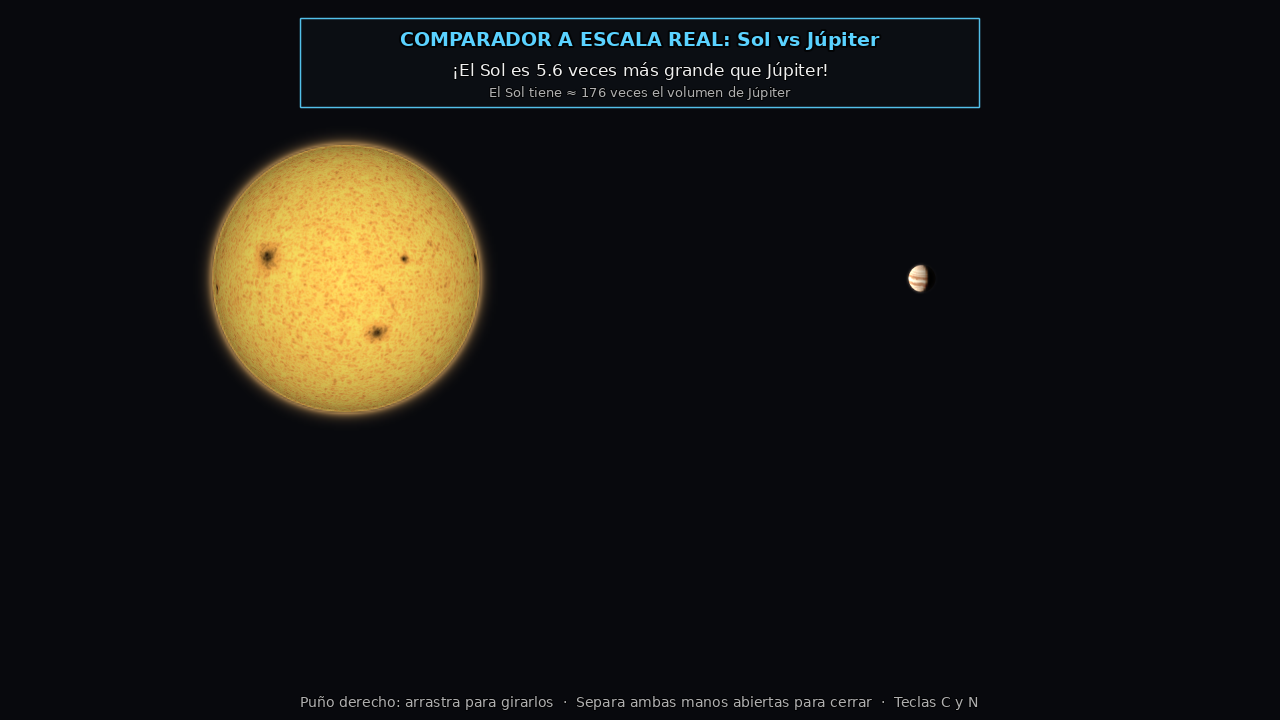 COMPARADOR A ESCALA REAL: Sol vs Júpiter
¡El Sol es 5.6 veces más grande que Júpiter!
El Sol tiene ≈ 176 veces el volumen de Júpiter
Puño derecho: arrastra para girarlos · Separa ambas manos abiertas para cerrar · Teclas C y N